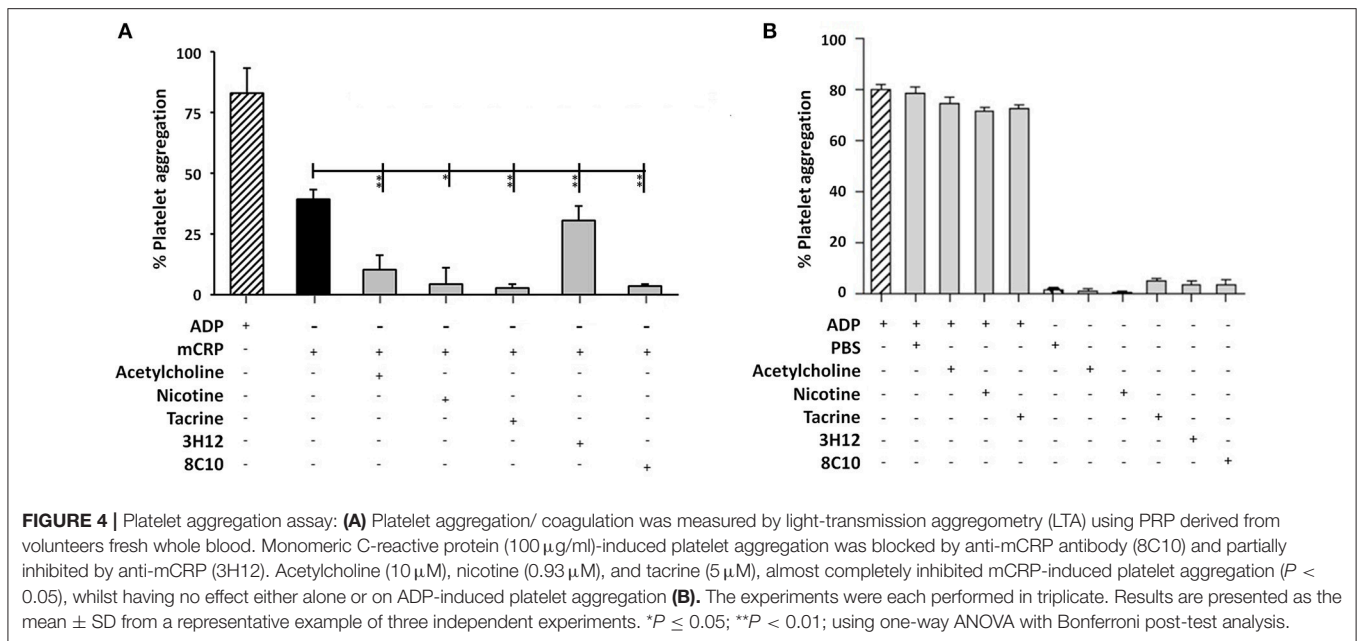 A
% Platelet aggregation
100
75
50
25
0
** * ** ** **
ADP + - - - - - -
mCRP - + + + + + +
Acetylcholine - - + - - - -
Nicotine - - - + - - -
Tacrine - - - - + - -
3H12 - - - - - + -
8C10 - - - - - - +
B
% Platelet aggregation
100
80
60
40
20
0
ADP + + + + + - - - - - -
PBS - + - - - + - - - - -
Acetylcholine - - + - - - + - - - -
Nicotine - - - + - - - + - - -
Tacrine - - - - + - - - + - -
3H12 - - - - - - - - - + -
8C10 - - - - - - - - - - +
FIGURE 4 | Platelet aggregation assay: (A) Platelet aggregation/ coagulation was measured by light-transmission aggregometry (LTA) using PRP derived from
volunteers fresh whole blood. Monomeric C-reactive protein (100 μg/ml)-induced platelet aggregation was blocked by anti-mCRP antibody (8C10) and partially
inhibited by anti-mCRP (3H12). Acetylcholine (10 μM), nicotine (0.93 μM), and tacrine (5 μM), almost completely inhibited mCRP-induced platelet aggregation (P <
0.05), whilst having no effect either alone or on ADP-induced platelet aggregation (B). The experiments were each performed in triplicate. Results are presented as the
mean ± SD from a representative example of three independent experiments. *P ≤ 0.05; **P < 0.01; using one-way ANOVA with Bonferroni post-test analysis.